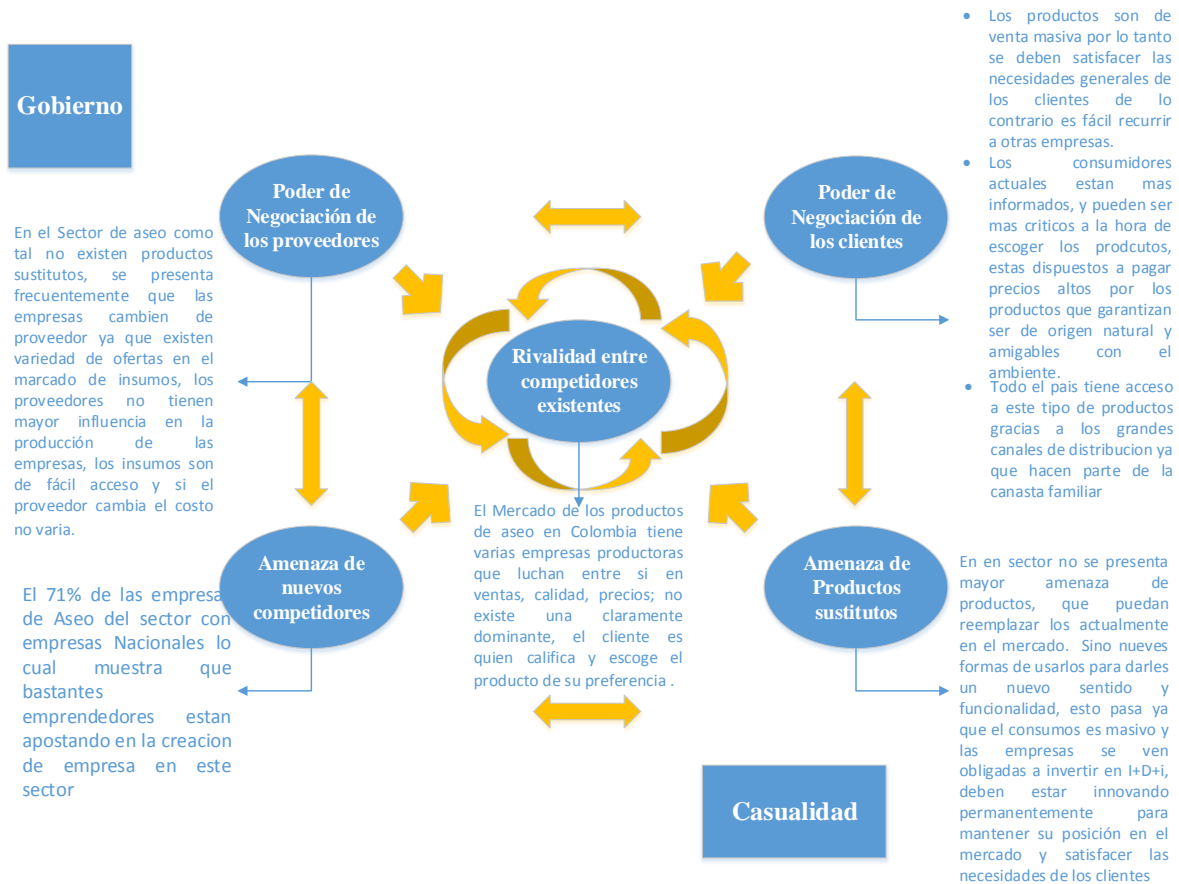 Gobierno
Poder de
Negociación de
los proveedores
En el Sector de aseo como
tal no existen productos
sustitutos, se presenta
frecuentemente que las
empresas cambien de
proveedor ya que existen
variedad de ofertas en el
marcado de insumos, los
proveedores no tienen
mayor influencia en la
producción de las
empresas, los insumos son
de fácil acceso y si el
proveedor cambia el costo
no varia.
Poder de
Negociación de
los clientes
• Los productos son de
venta masiva por lo tanto
se deben satisfacer las
necesidades generales de
los clientes de lo
contrario es fácil recurrir
a otras empresas.
• Los consumidores
actuales estan mas
informados, y pueden ser
mas criticos a la hora de
escoger los prodcutos,
estas dispuestos a pagar
precios altos por los
productos que garantizan
ser de origen natural y
amigables con el
ambiente.
• Todo el pais tiene acceso
a este tipo de productos
gracias a los grandes
canales de distribucion ya
que hacen parte de la
canasta familiar
Rivalidad entre
competidores
existentes
El Mercado de los productos
de aseo en Colombia tiene
varias empresas productoras
que luchan entre si en
ventas, calidad, precios; no
existe una claramente
dominante, el cliente es
quien califica y escoge el
producto de su preferencia .
Amenaza de
nuevos
competidores
El 71% de las empresa
de Aseo del sector con
empresas Nacionales lo
cual muestra que
bastantes
emprendedores estan
apostando en la creacion
de empresa en este
sector
Amenaza de
Productos
sustitutos
En en sector no se presenta
mayor amenaza de
productos, que puedan
reemplazar los actualmente
en el mercado. Sino nueves
formas de usarlos para darles
un nuevo sentido y
funcionalidad, esto pasa ya
que el consumos es masivo y
las empresas se ven
obligadas a invertir en I+D+i,
deben estar innovando
permanentemente para
mantener su posición en el
mercado y satisfacer las
necesidades de los clientes
Casualidad